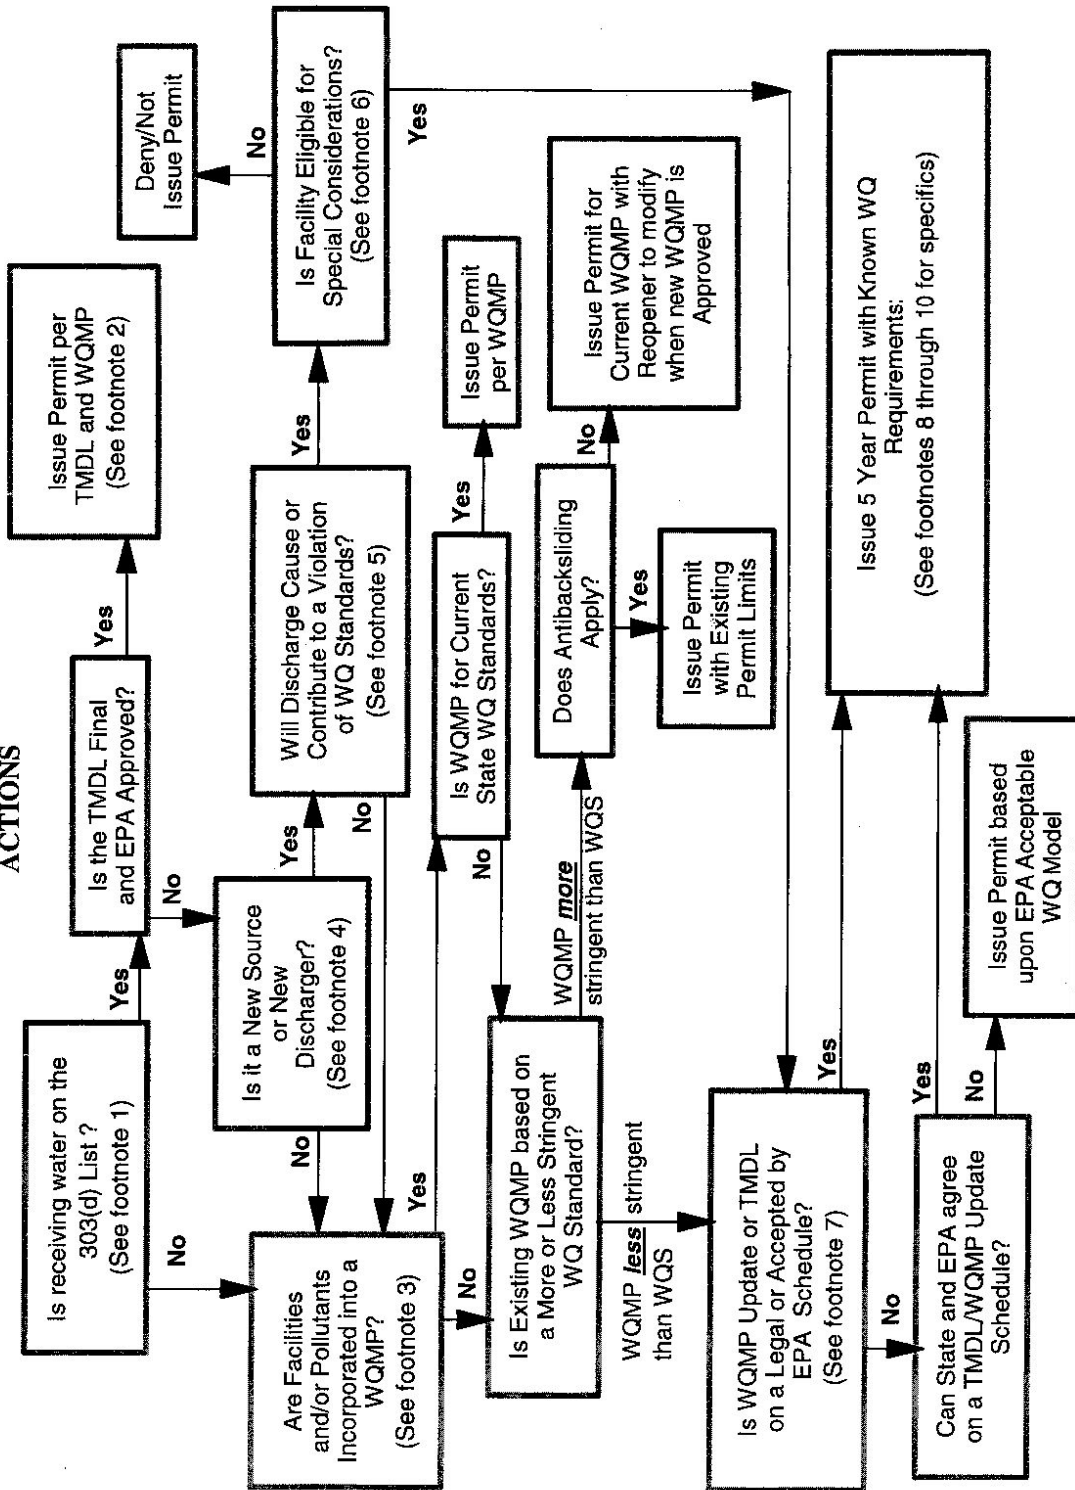 ACTIONS
Is receiving water on the
303(d) List ?
(See footnote 1)
Yes
No
Is the TMDL Final
and EPA Approved?
Yes
No
Issue Permit per
TMDL and WQMP
(See footnote 2)
Is it a New Source
or New
Discharger?
(See footnote 4)
Yes
No
Will Discharge Cause or
Contribute to a Violation
of WQ Standards?
(See footnote 5)
Yes
No
Is Facility Eligible for
Special Considerations?
(See footnote 6)
No
Yes
Deny/Not
Issue Permit
Are Facilities
and/or Pollutants
Incorporated into a
WQMP?
(See footnote 3)
Yes
No
Is WQMP for Current
State WQ Standards?
Yes
No
Issue Permit
per WQMP
Is Existing WQMP based on
a More or Less Stringent
WQ Standard?
WQMP more
stringent than WQS
WQMP less stringent
than WQS
Does Antibacksliding
Apply?
No
Yes
Issue Permit for
Current WQMP with
Reopener to modify
when new WQMP is
Approved
Issue Permit
with Existing
Permit Limits
Is WQMP Update or TMDL
on a Legal or Accepted by
EPA Schedule?
(See footnote 7)
Yes
No
Issue 5 Year Permit with Known WQ
Requirements:
(See footnotes 8 through 10 for specifics)
Can State and EPA agree
on a TMDL/WQMP Update
Schedule?
Yes
No
Issue Permit based
upon EPA Acceptable
WQ Model